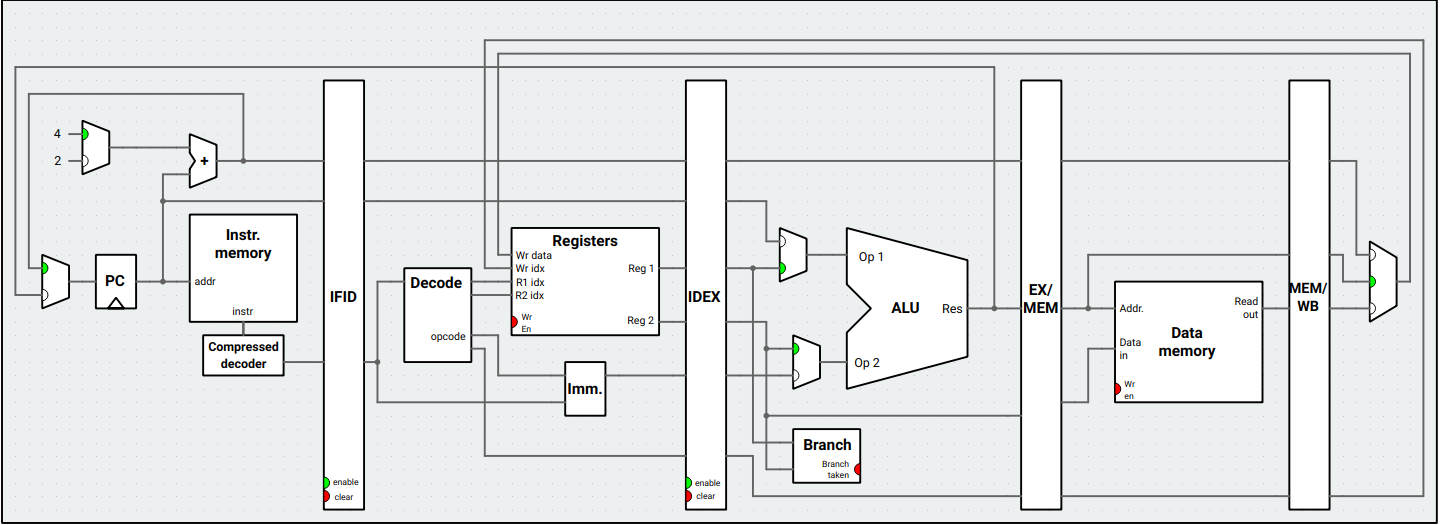 4
2
+
PC
Instr.
memory
addr
instr
Compressed
decoder
IFID
enable
clear
Decode
opcode
Registers
Wr data
Wr idx
R1 idx
R2 idx
Wr
En
Reg 1
Reg 2
Imm.
IDEX
enable
clear
Op 1
ALU
Res
Op 2
Branch
Branch
taken
EX/
MEM
Addr.
Read
out
Data
in
Data
memory
Wr
en
MEM/
WB